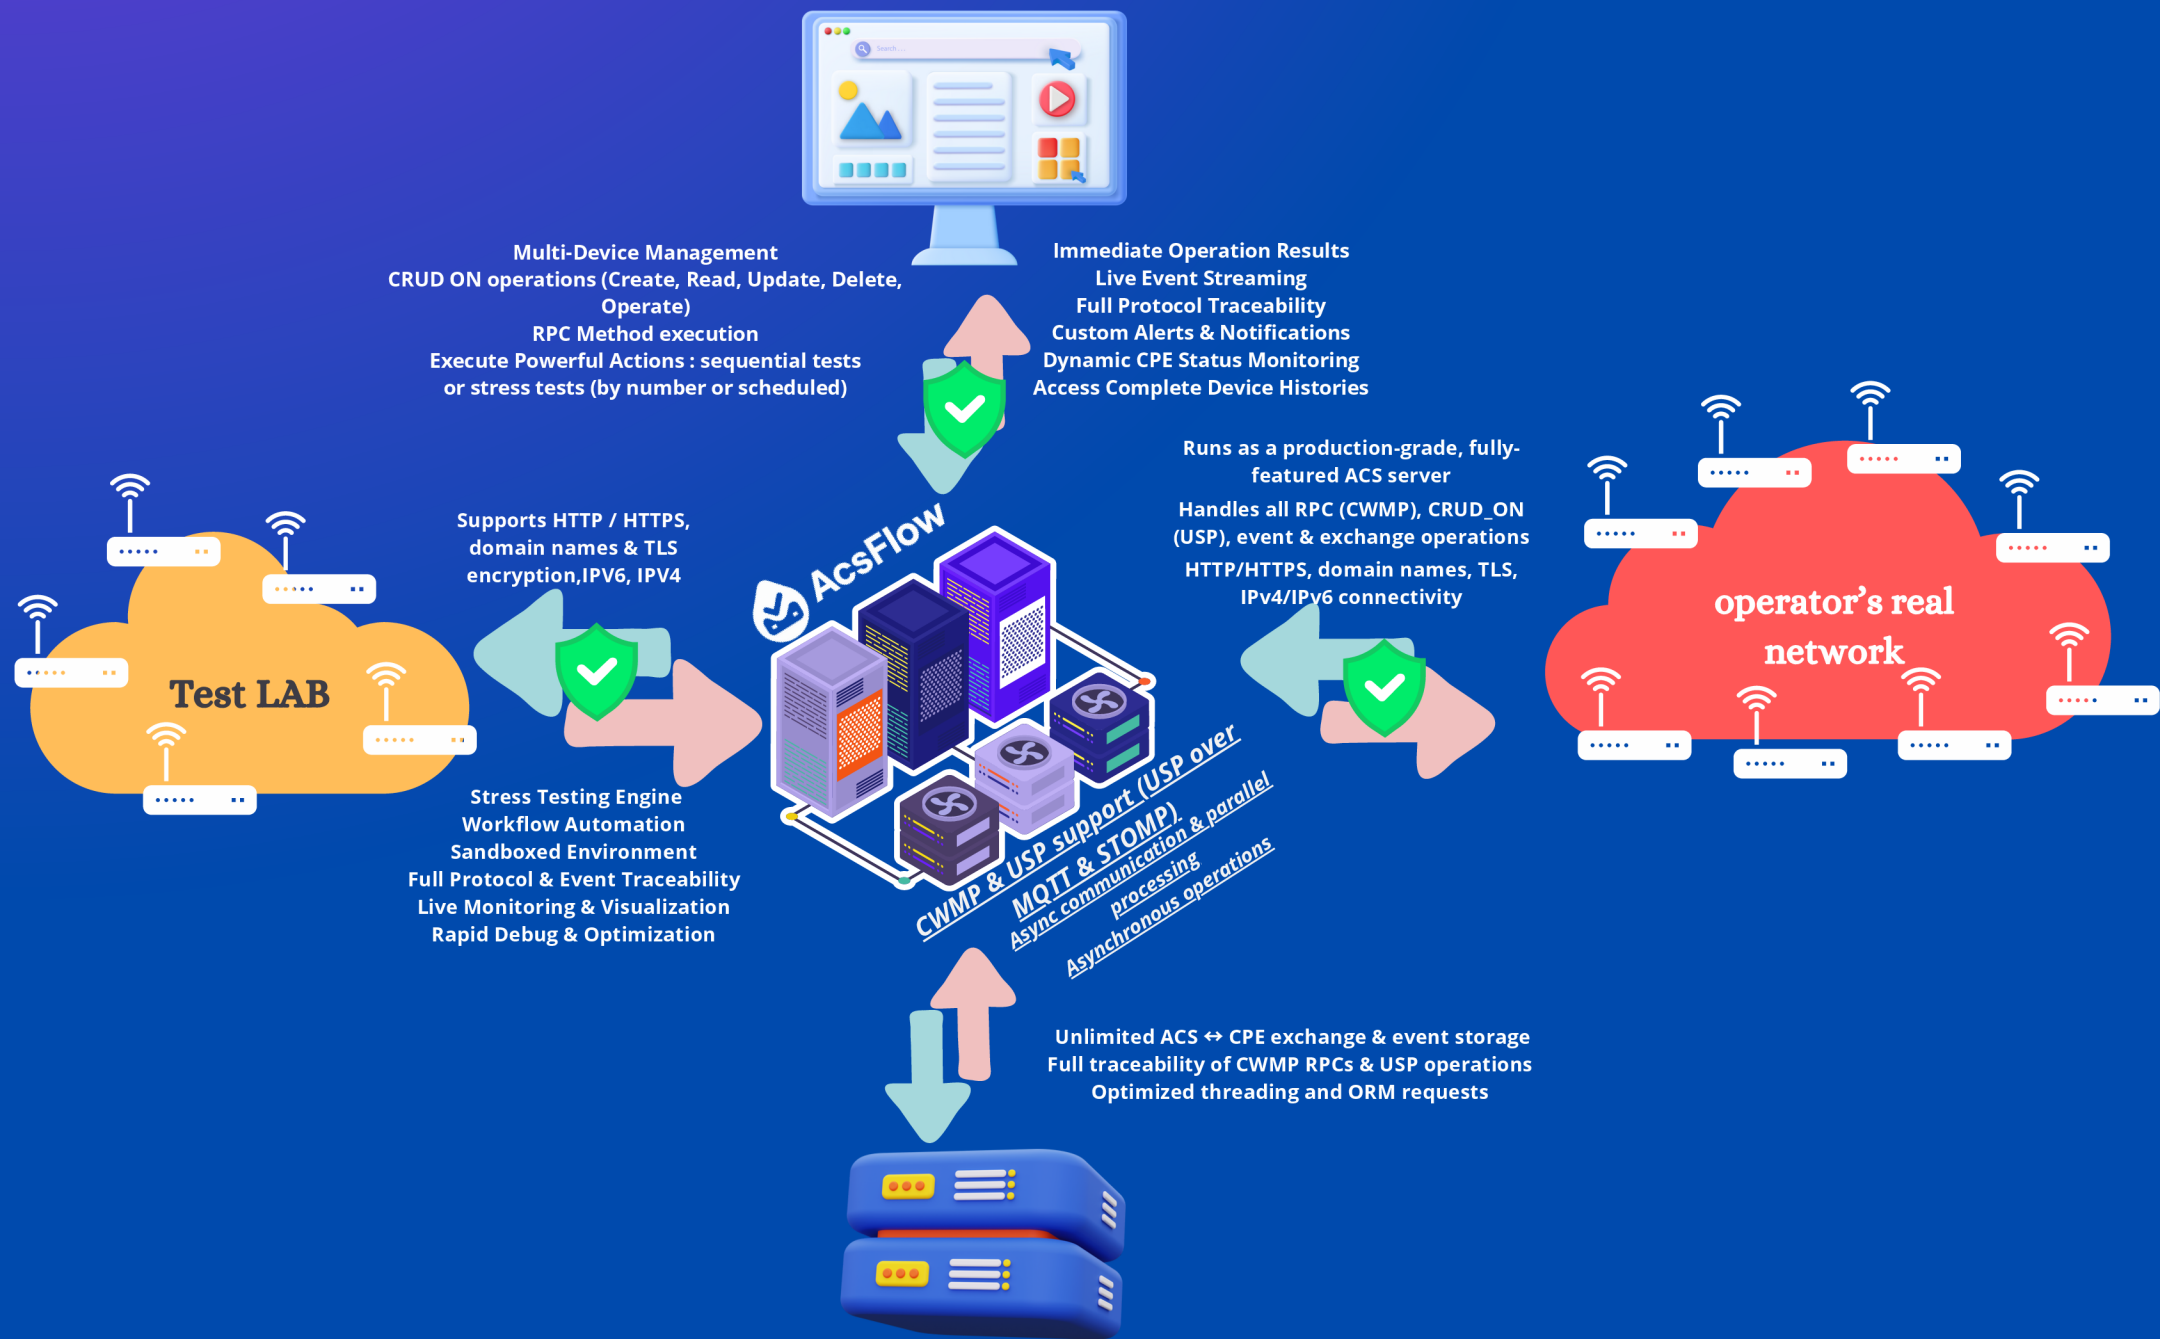 Search.....
Multi-Device Management
CRUD ON operations (Create, Read, Update, Delete,
Operate)
RPC Method execution
Execute Powerful Actions : sequential tests
or stress tests (by number or scheduled)
Immediate Operation Results
Live Event Streaming
Full Protocol Traceability
Custom Alerts & Notifications
Dynamic CPE Status Monitoring
Access Complete Device Histories
Supports HTTP / HTTPS,
domain names & TLS
encryption,IPV6, IPV4
Test LAB
Stress Testing Engine
Workflow Automation
Sandboxed Environment
Full Protocol & Event Traceability
Live Monitoring & Visualization
Rapid Debug & Optimization
AcsFlow
CWMP & USP support (USP over
MQTT & STOMP)
Async communication & parallel
processing
Asynchronous operations
Runs as a production-grade, fully-
featured ACS server
Handles all RPC (CWMP), CRUD_ON
(USP), event & exchange operations
HTTP/HTTPS, domain names, TLS,
IPv4/IPv6 connectivity
operator's real
network
Unlimited ACS ↔ CPE exchange & event storage
Full traceability of CWMP RPCs & USP operations
Optimized threading and ORM requests